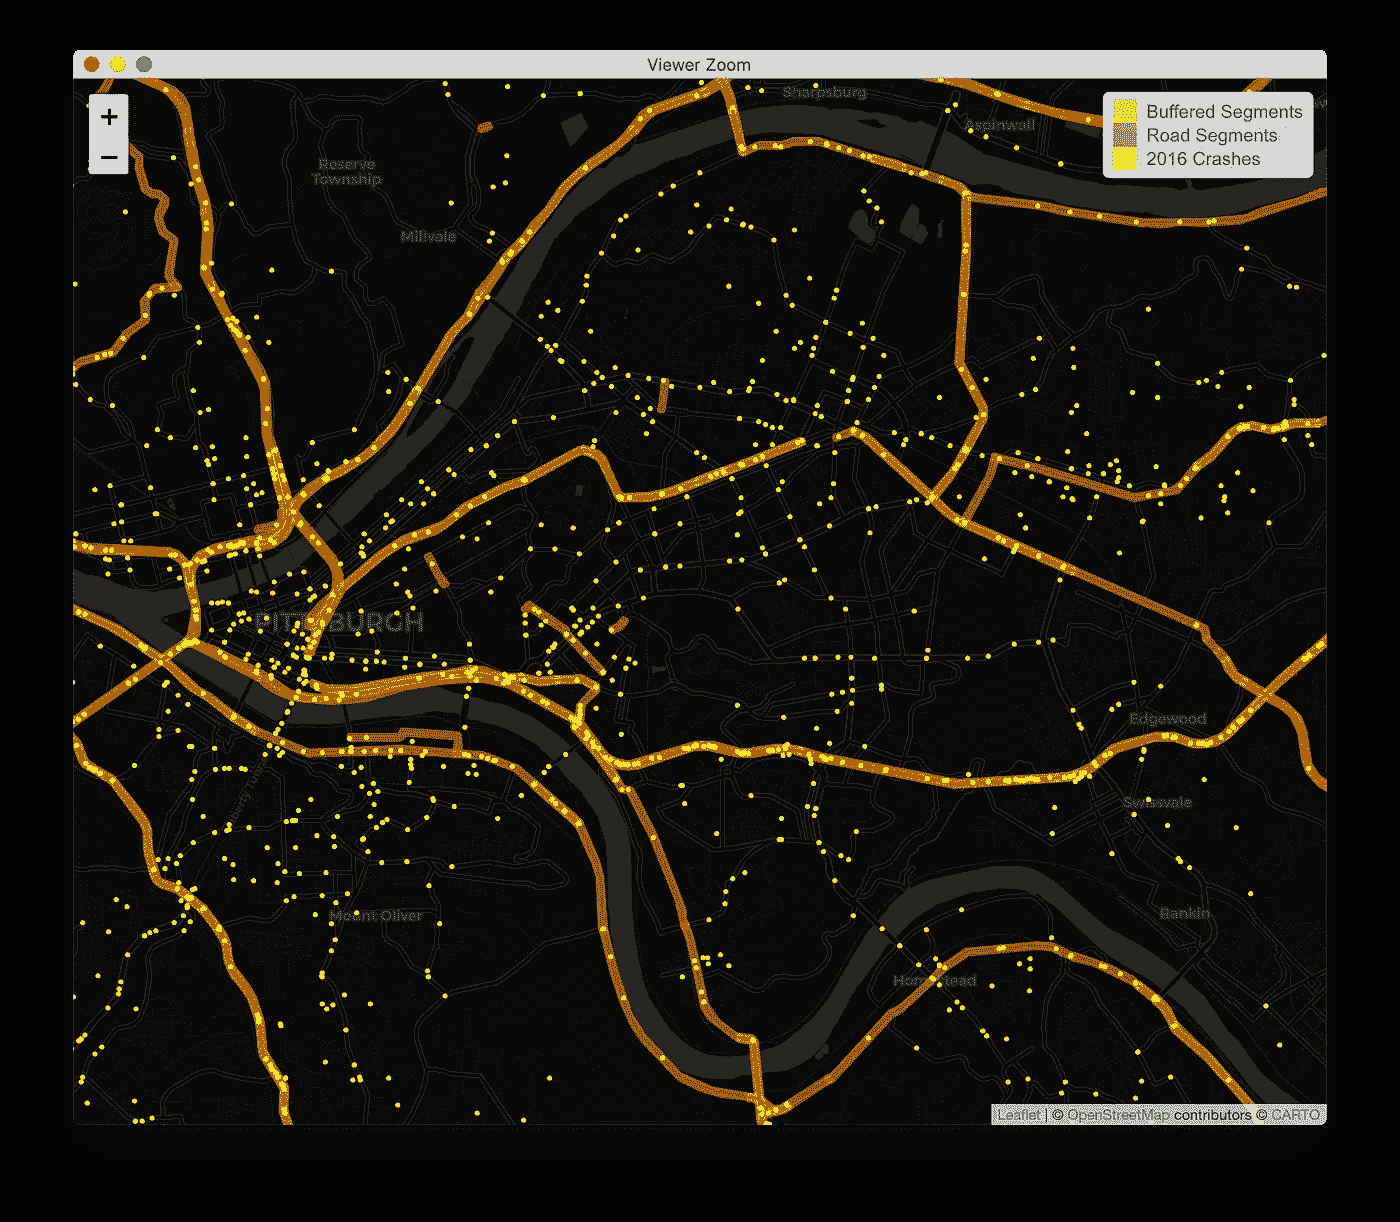 Viewer Zoom
+
−
Buffered Segments
Road Segments
2016 Crashes
Sharpsburg
Aspinwall
Reserve
Township
Millvale
PITTSBURGH
Edgewood
Swissvale
Mount Oliver
Rankin
Homestead
Leaflet | © OpenStreetMap contributors © CARTO